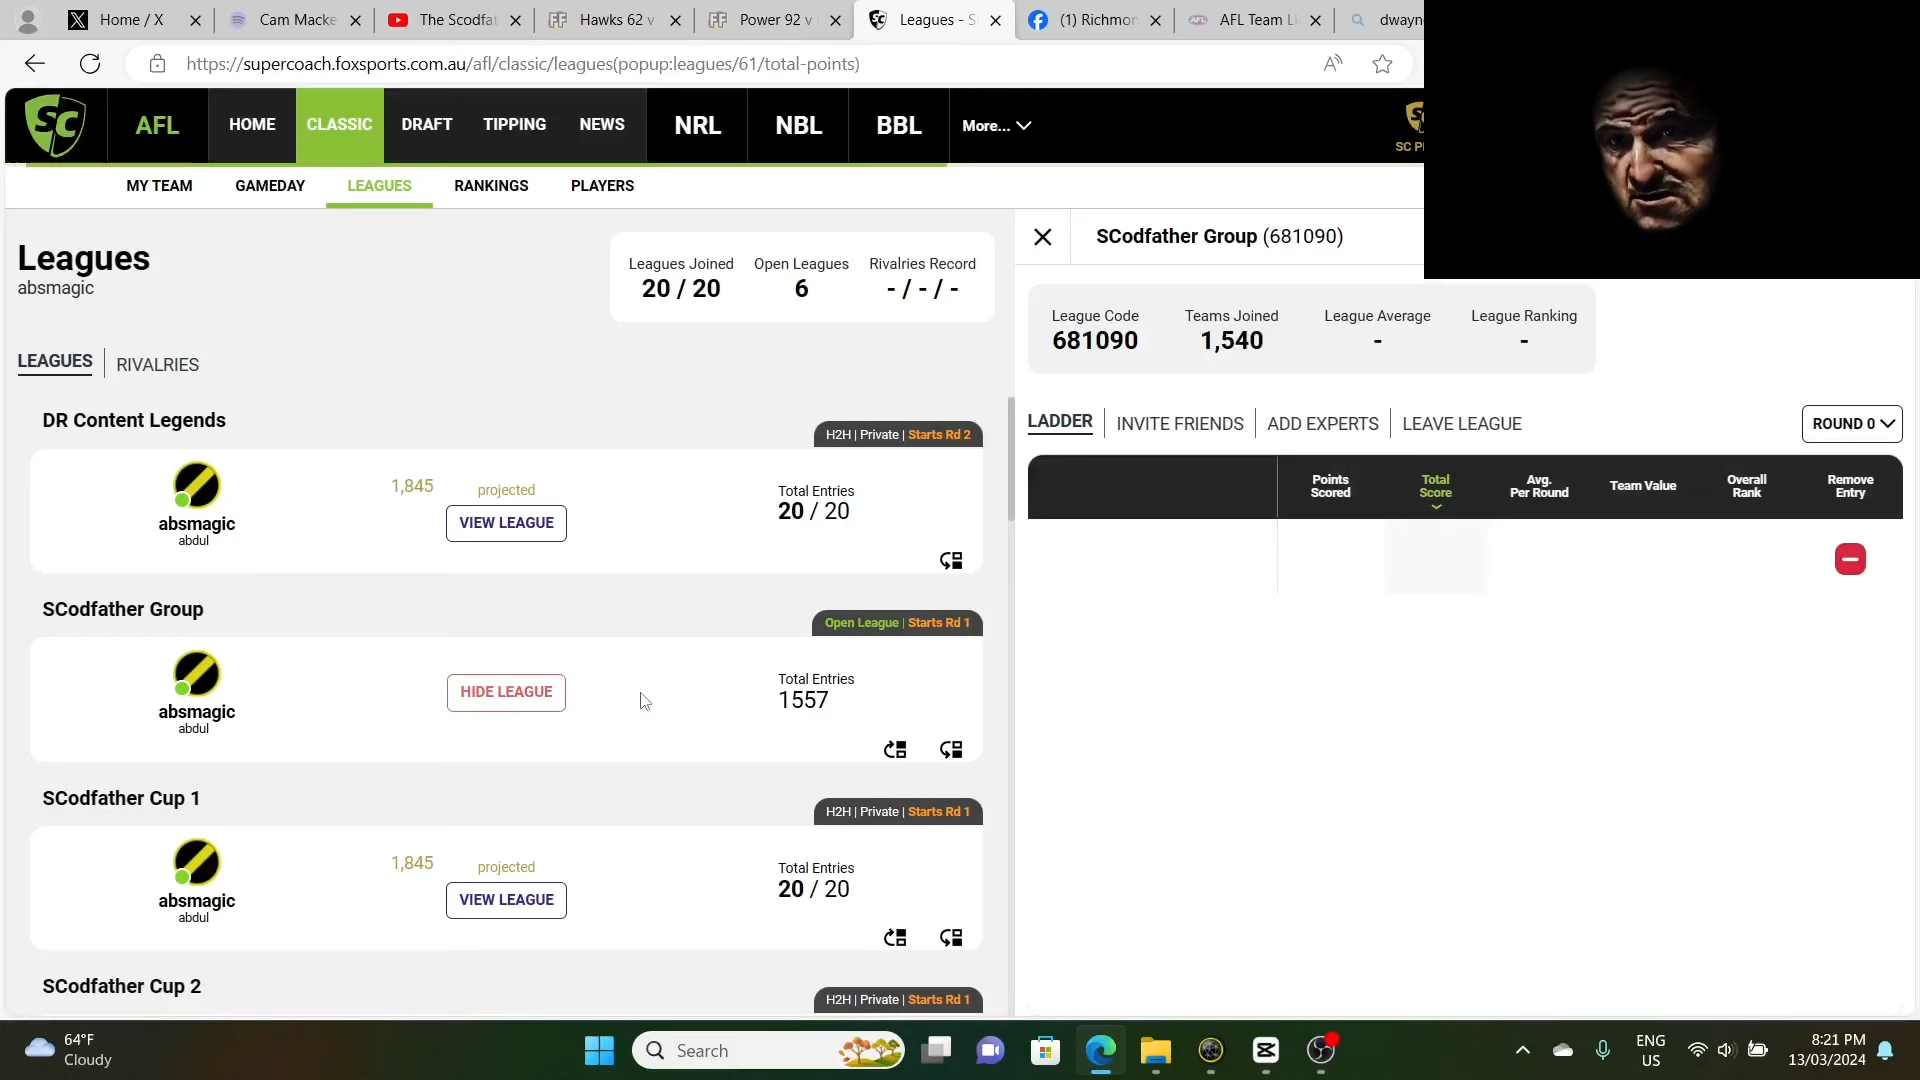 Home / X
Cam Macke
The Scodfat
Hawks 62 v
Power 92 v
Leagues - S
(1) Richmon
AFL Team Li
dwayn
https://supercoach.foxsports.com.au/afl/classic/leagues(popup:leagues/61/total-points)
SC
AFL
HOME
CLASSIC
DRAFT
TIPPING
NEWS
NRL
NBL
BBL
More...
SC
MY TEAM
GAMEDAY
LEAGUES
RANKINGS
PLAYERS
Leagues
absmagic
Leagues Joined
20 / 20
Open Leagues
6
Rivalries Record
- / - / -
LEAGUES
RIVALRIES
DR Content Legends
H2H | Private | Starts Rd 2
absmagic
abdul
1,845
projected
VIEW LEAGUE
Total Entries
20 / 20
SCodfather Group
Open League | Starts Rd 1
absmagic
abdul
HIDE LEAGUE
Total Entries
1557
SCodfather Cup 1
H2H | Private | Starts Rd 1
absmagic
abdul
1,845
projected
VIEW LEAGUE
Total Entries
20 / 20
SCodfather Cup 2
H2H | Private | Starts Rd 1
SCodfather Group (681090)
League Code
681090
Teams Joined
1,540
League Average
-
League Ranking
-
LADDER
INVITE FRIENDS
ADD EXPERTS
LEAVE LEAGUE
ROUND 0
Points
Scored
Total
Score
Avg.
Per Round
Team Value
Overall
Rank
Remove
Entry
64°F
Cloudy
Search
ENG
US
8:21 PM
13/03/2024